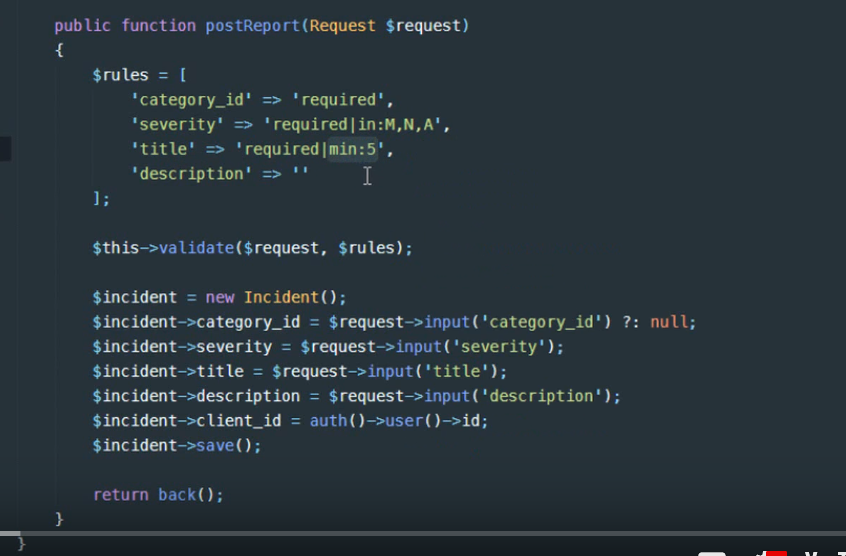 public function postReport(Request $request)
{
$rules = [
'category_id' => 'required',
'severity' => 'required|in:M,N,A',
'title' => 'required|min:5',
'description' => ''
];
$this->validate($request, $rules);
$incident = new Incident();
$incident->category_id = $request->input('category_id') ?: null;
$incident->severity = $request->input('severity');
$incident->title = $request->input('title');
$incident->description = $request->input('description');
$incident->client_id = auth()->user()->id;
$incident->save();
return back();
}
}